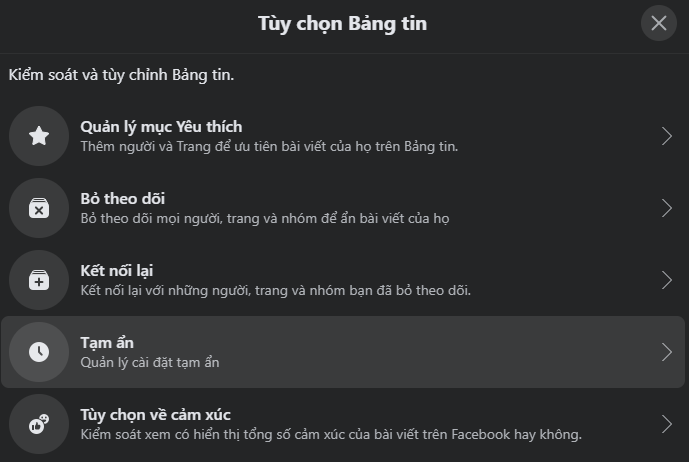 Tùy chọn Bảng tin
Kiểm soát và tùy chỉnh Bảng tin.
Quản lý mục Yêu thích
Thêm người và Trang để ưu tiên bài viết của họ trên Bảng tin.
Bỏ theo dõi
Bỏ theo dõi mọi người, trang và nhóm để ẩn bài viết của họ
Kết nối lại
Kết nối lại với những người, trang và nhóm bạn đã bỏ theo dõi.
Tạm ẩn
Quản lý cài đặt tạm ẩn
Tùy chọn về cảm xúc
Kiểm soát xem có hiển thị tổng số cảm xúc của bài viết trên Facebook hay không.